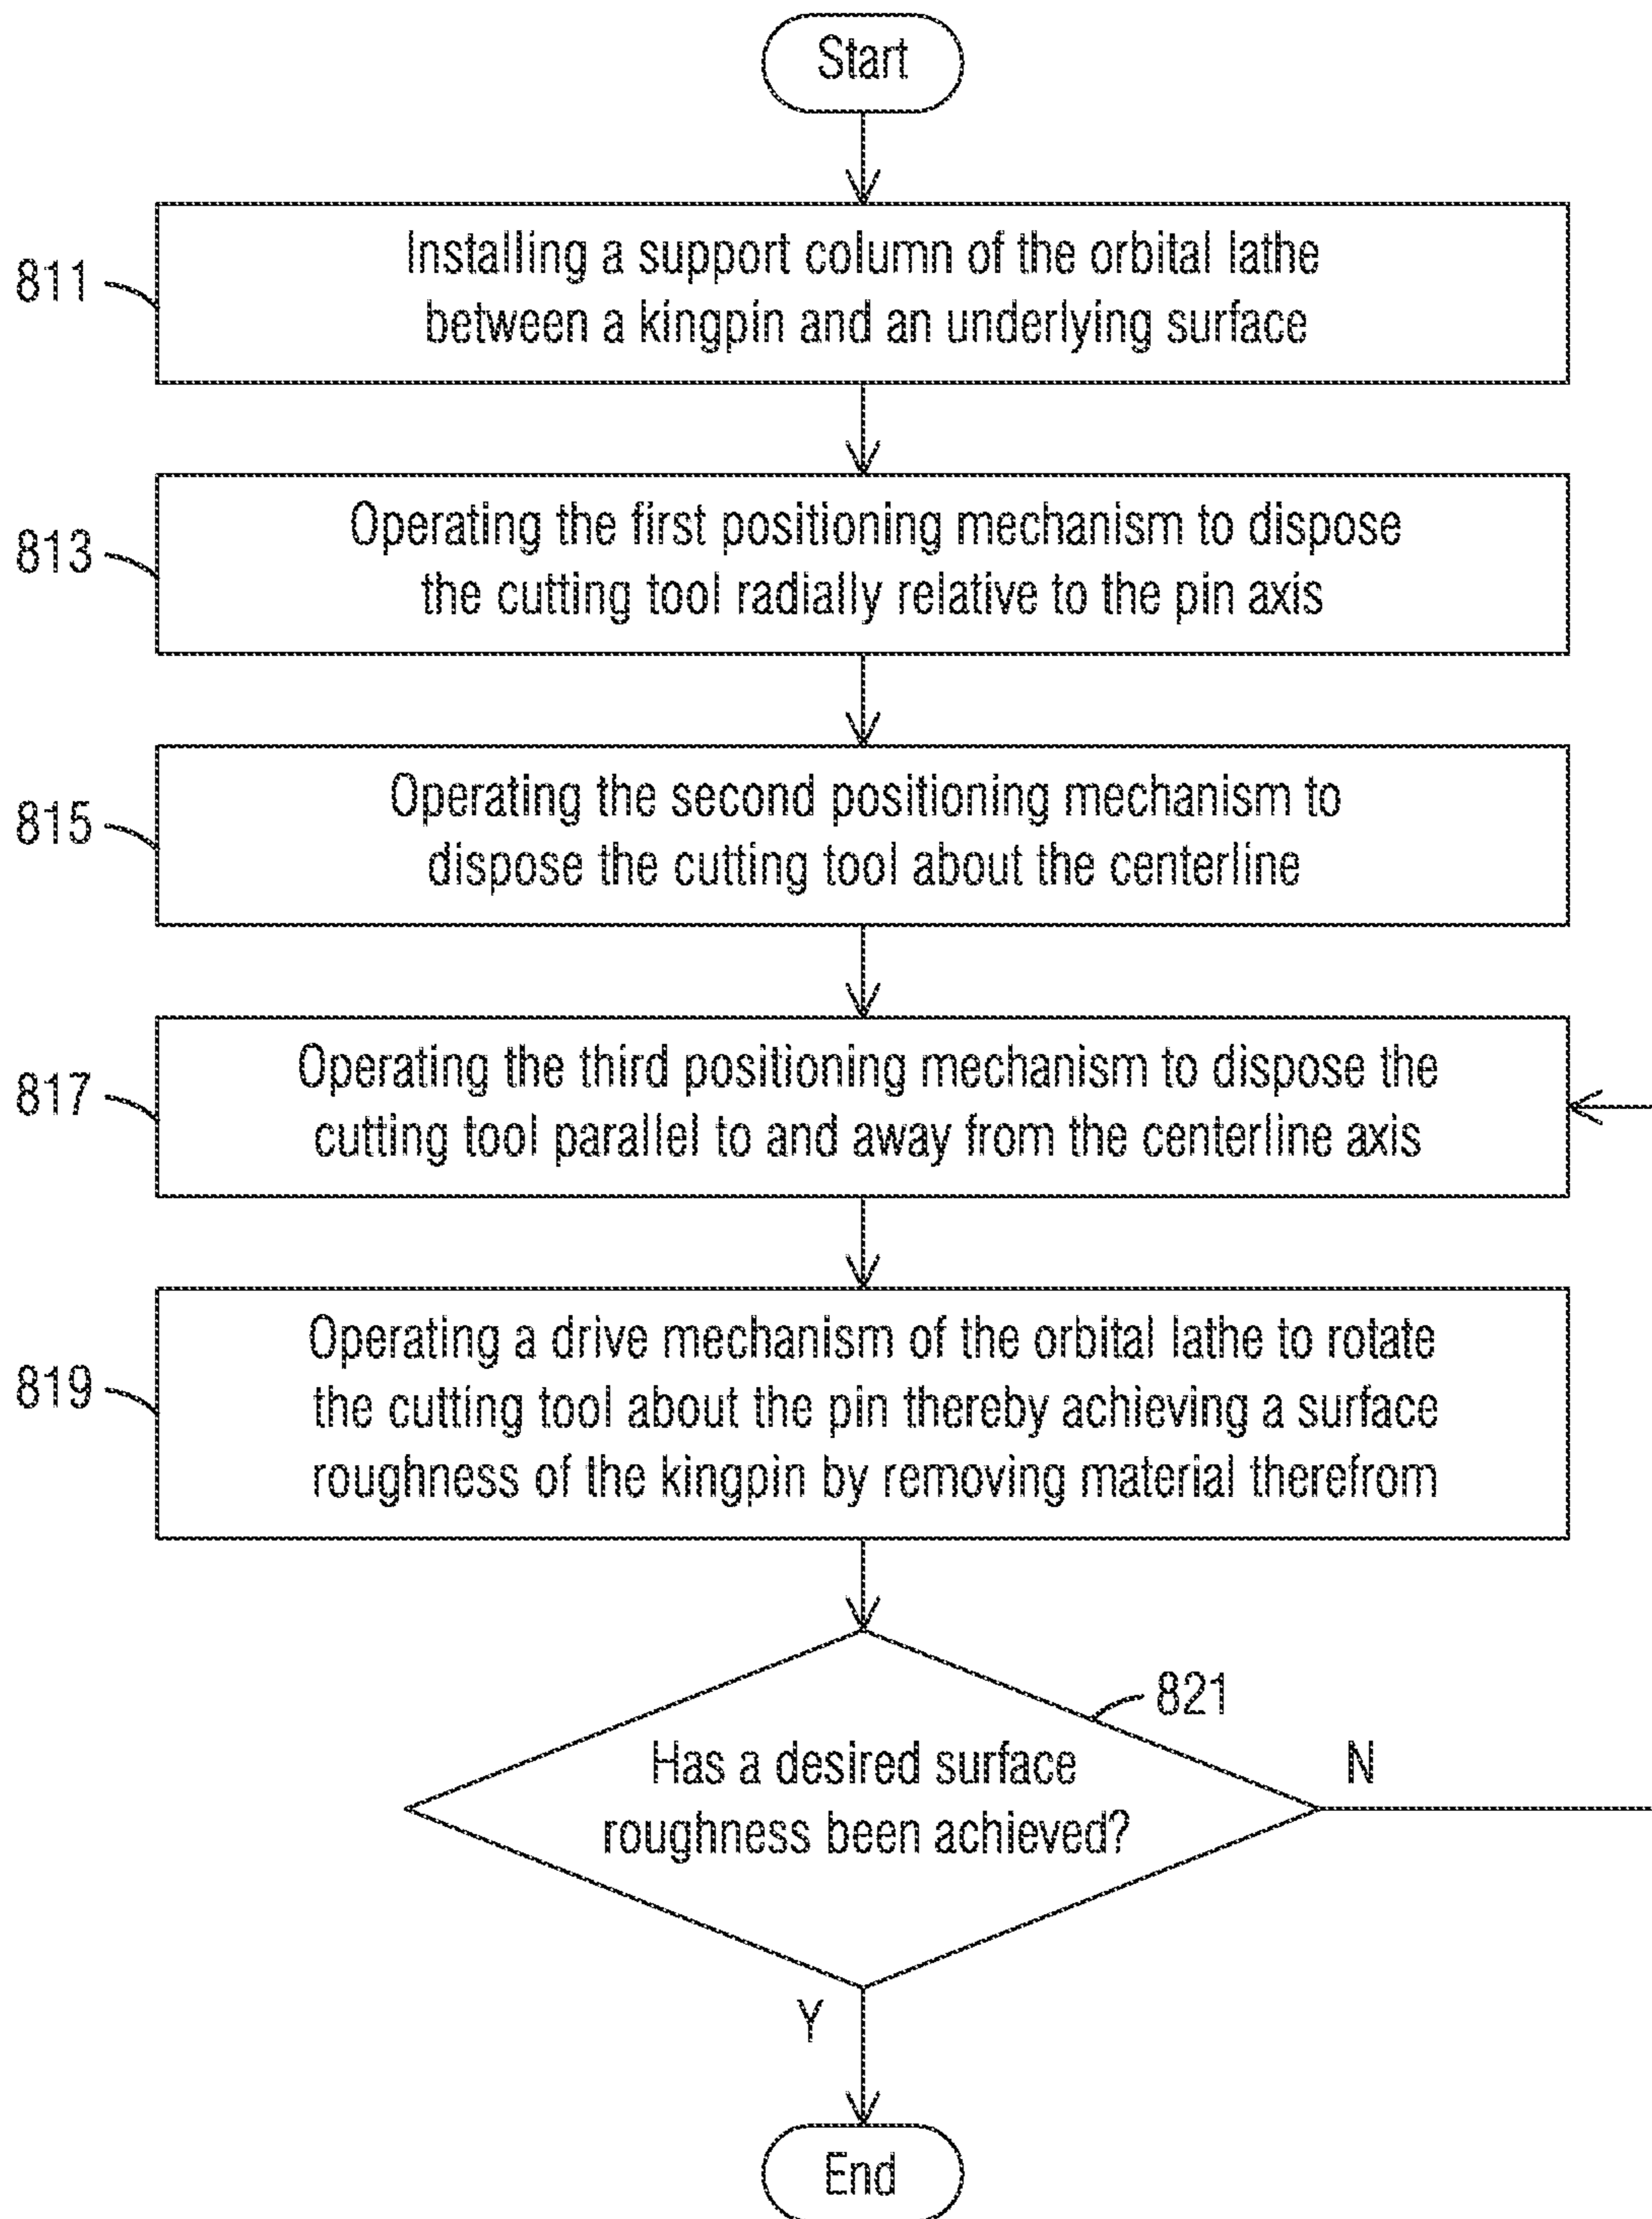 Start
811
Installing a support column of the orbital lathe
between a kingpin and an underlying surface
813
Operating the first positioning mechanism to dispose
the cutting tool radially relative to the pin axis
815
Operating the second positioning mechanism to
dispose the cutting tool about the centerline
817
Operating the third positioning mechanism to dispose the
cutting tool parallel to and away from the centerline axis
819
Operating a drive mechanism of the orbital lathe to rotate
the cutting tool about the pin thereby achieving a surface
roughness of the kingpin by removing material therefrom
821
Has a desired surface
roughness been achieved?
N
Y
End